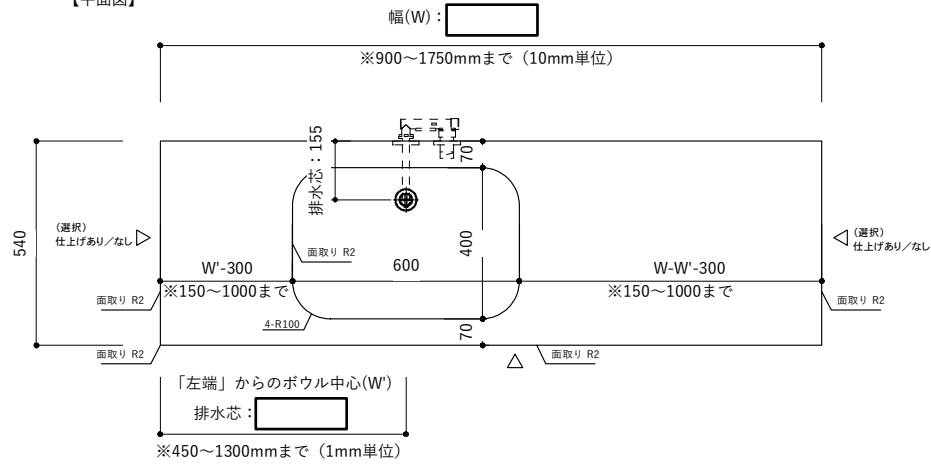 【平面図】
幅(W)：
※900～1750mmまで（10mm単位）
排水芯：155
70
540
（選択）
仕上げあり／なし
（選択）
仕上げあり／なし
面取り R2
400
W'-300
600
W-W'-300
※150～1000まで
※150～1000まで
面取り R2
面取り R2
4-R100
70
面取り R2
面取り R2
「左端」からのボウル中心(W')
排水芯：
※450～1300mmまで（1mm単位）